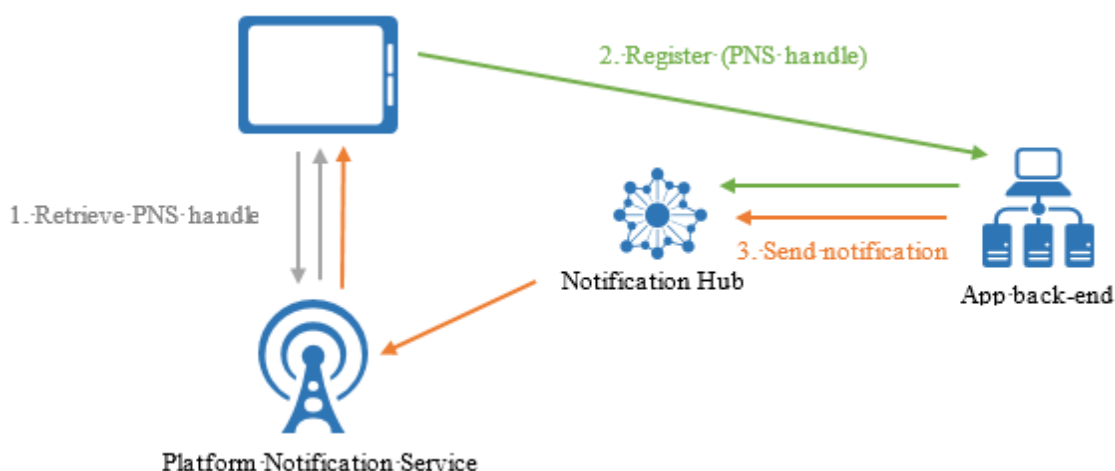 2. Register (PNS handle)
1. Retrieve PNS handle
3. Send notification
Notification Hub
App back-end
Platform Notification Service